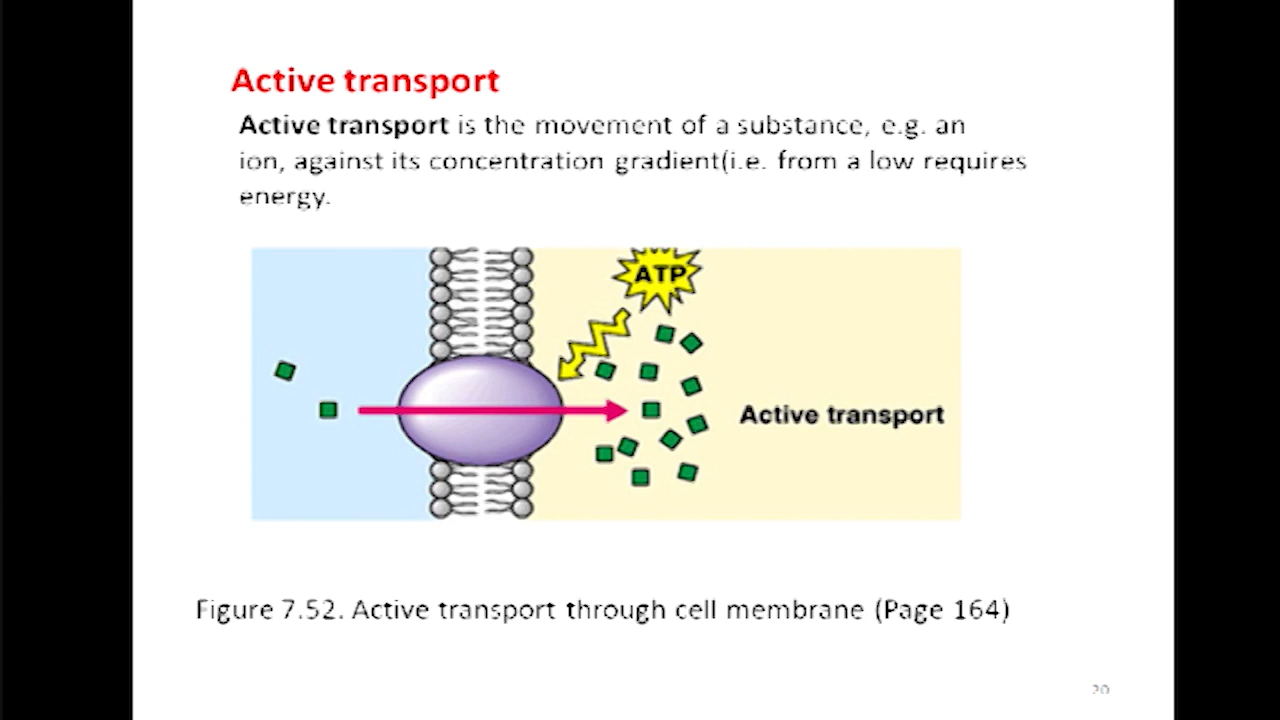 Active transport
Active transport is the movement of a substance, e.g. an
ion, against its concentration gradient(i.e. from a low requires
energy.
ATP
Active transport
Figure 7.52. Active transport through cell membrane (Page 164)
20